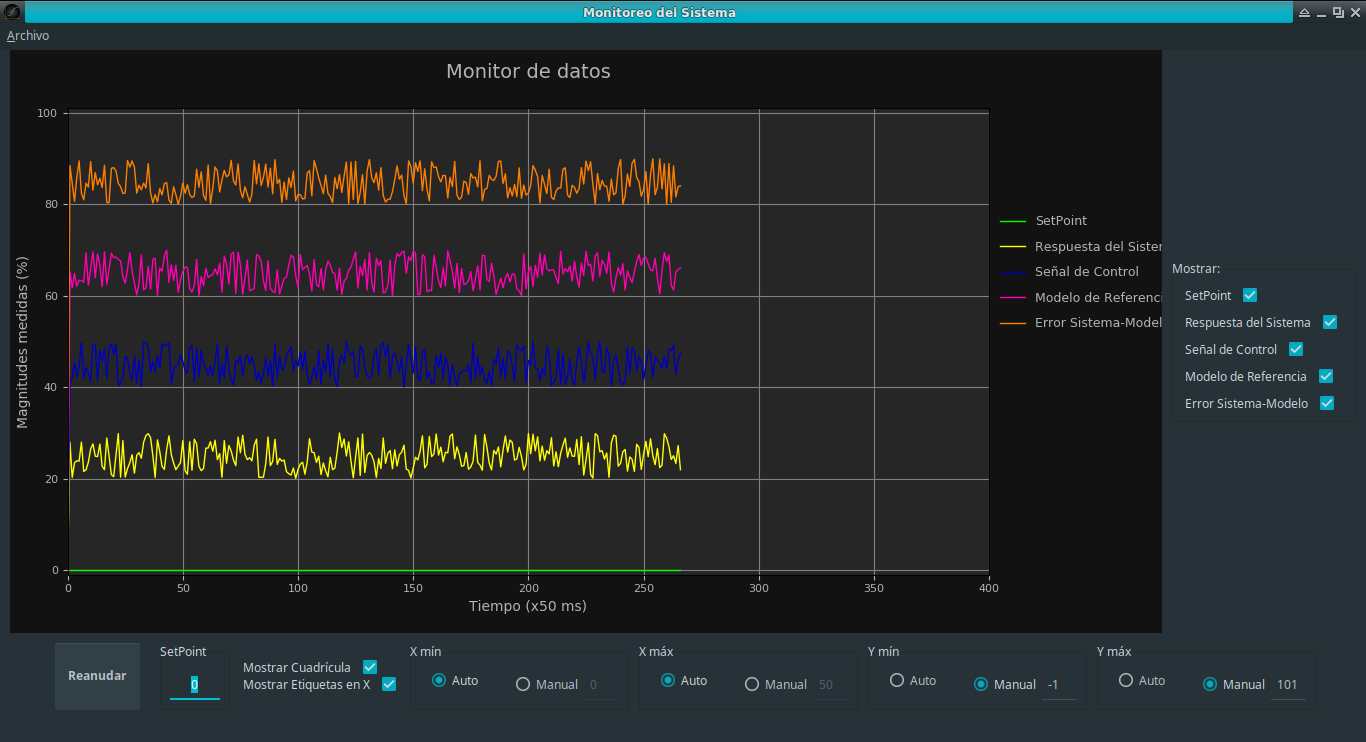 Monitoreo del Sistema
Archivo
Monitor de datos
100
80
60
40
20
0
Magnitudes medidas (%)
0 50 100 150 200 250 300 350 400
Tiempo (x50 ms)
SetPoint
Respuesta del Sister
Señal de Control
Modelo de Referenci
Error Sistema-Model
Mostrar:
SetPoint
Respuesta del Sistema
Señal de Control
Modelo de Referencia
Error Sistema-Modelo
Reanudar
SetPoint
0
Mostrar Cuadrícula
Mostrar Etiquetas en X
X mín
Auto Manual 0
X máx
Auto Manual 50
Y mín
Auto Manual -1
Y máx
Auto Manual 101